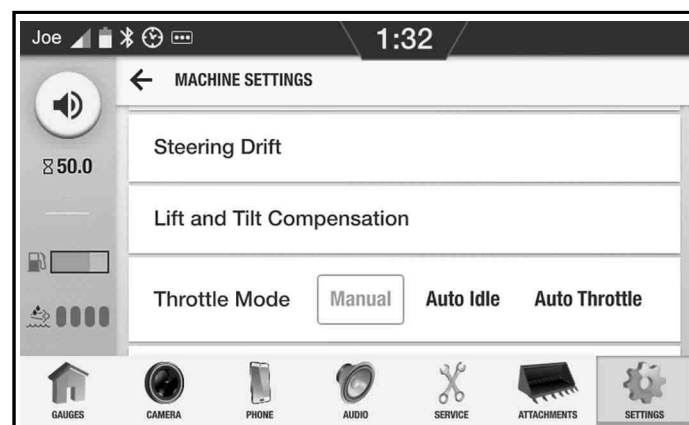 Joe 1:32
MACHINE SETTINGS
50.0
Steering Drift
Lift and Tilt Compensation
Throttle Mode Manual Auto Idle Auto Throttle
GAUGES CAMERA PHONE AUDIO SERVICE ATTACHMENTS SETTINGS